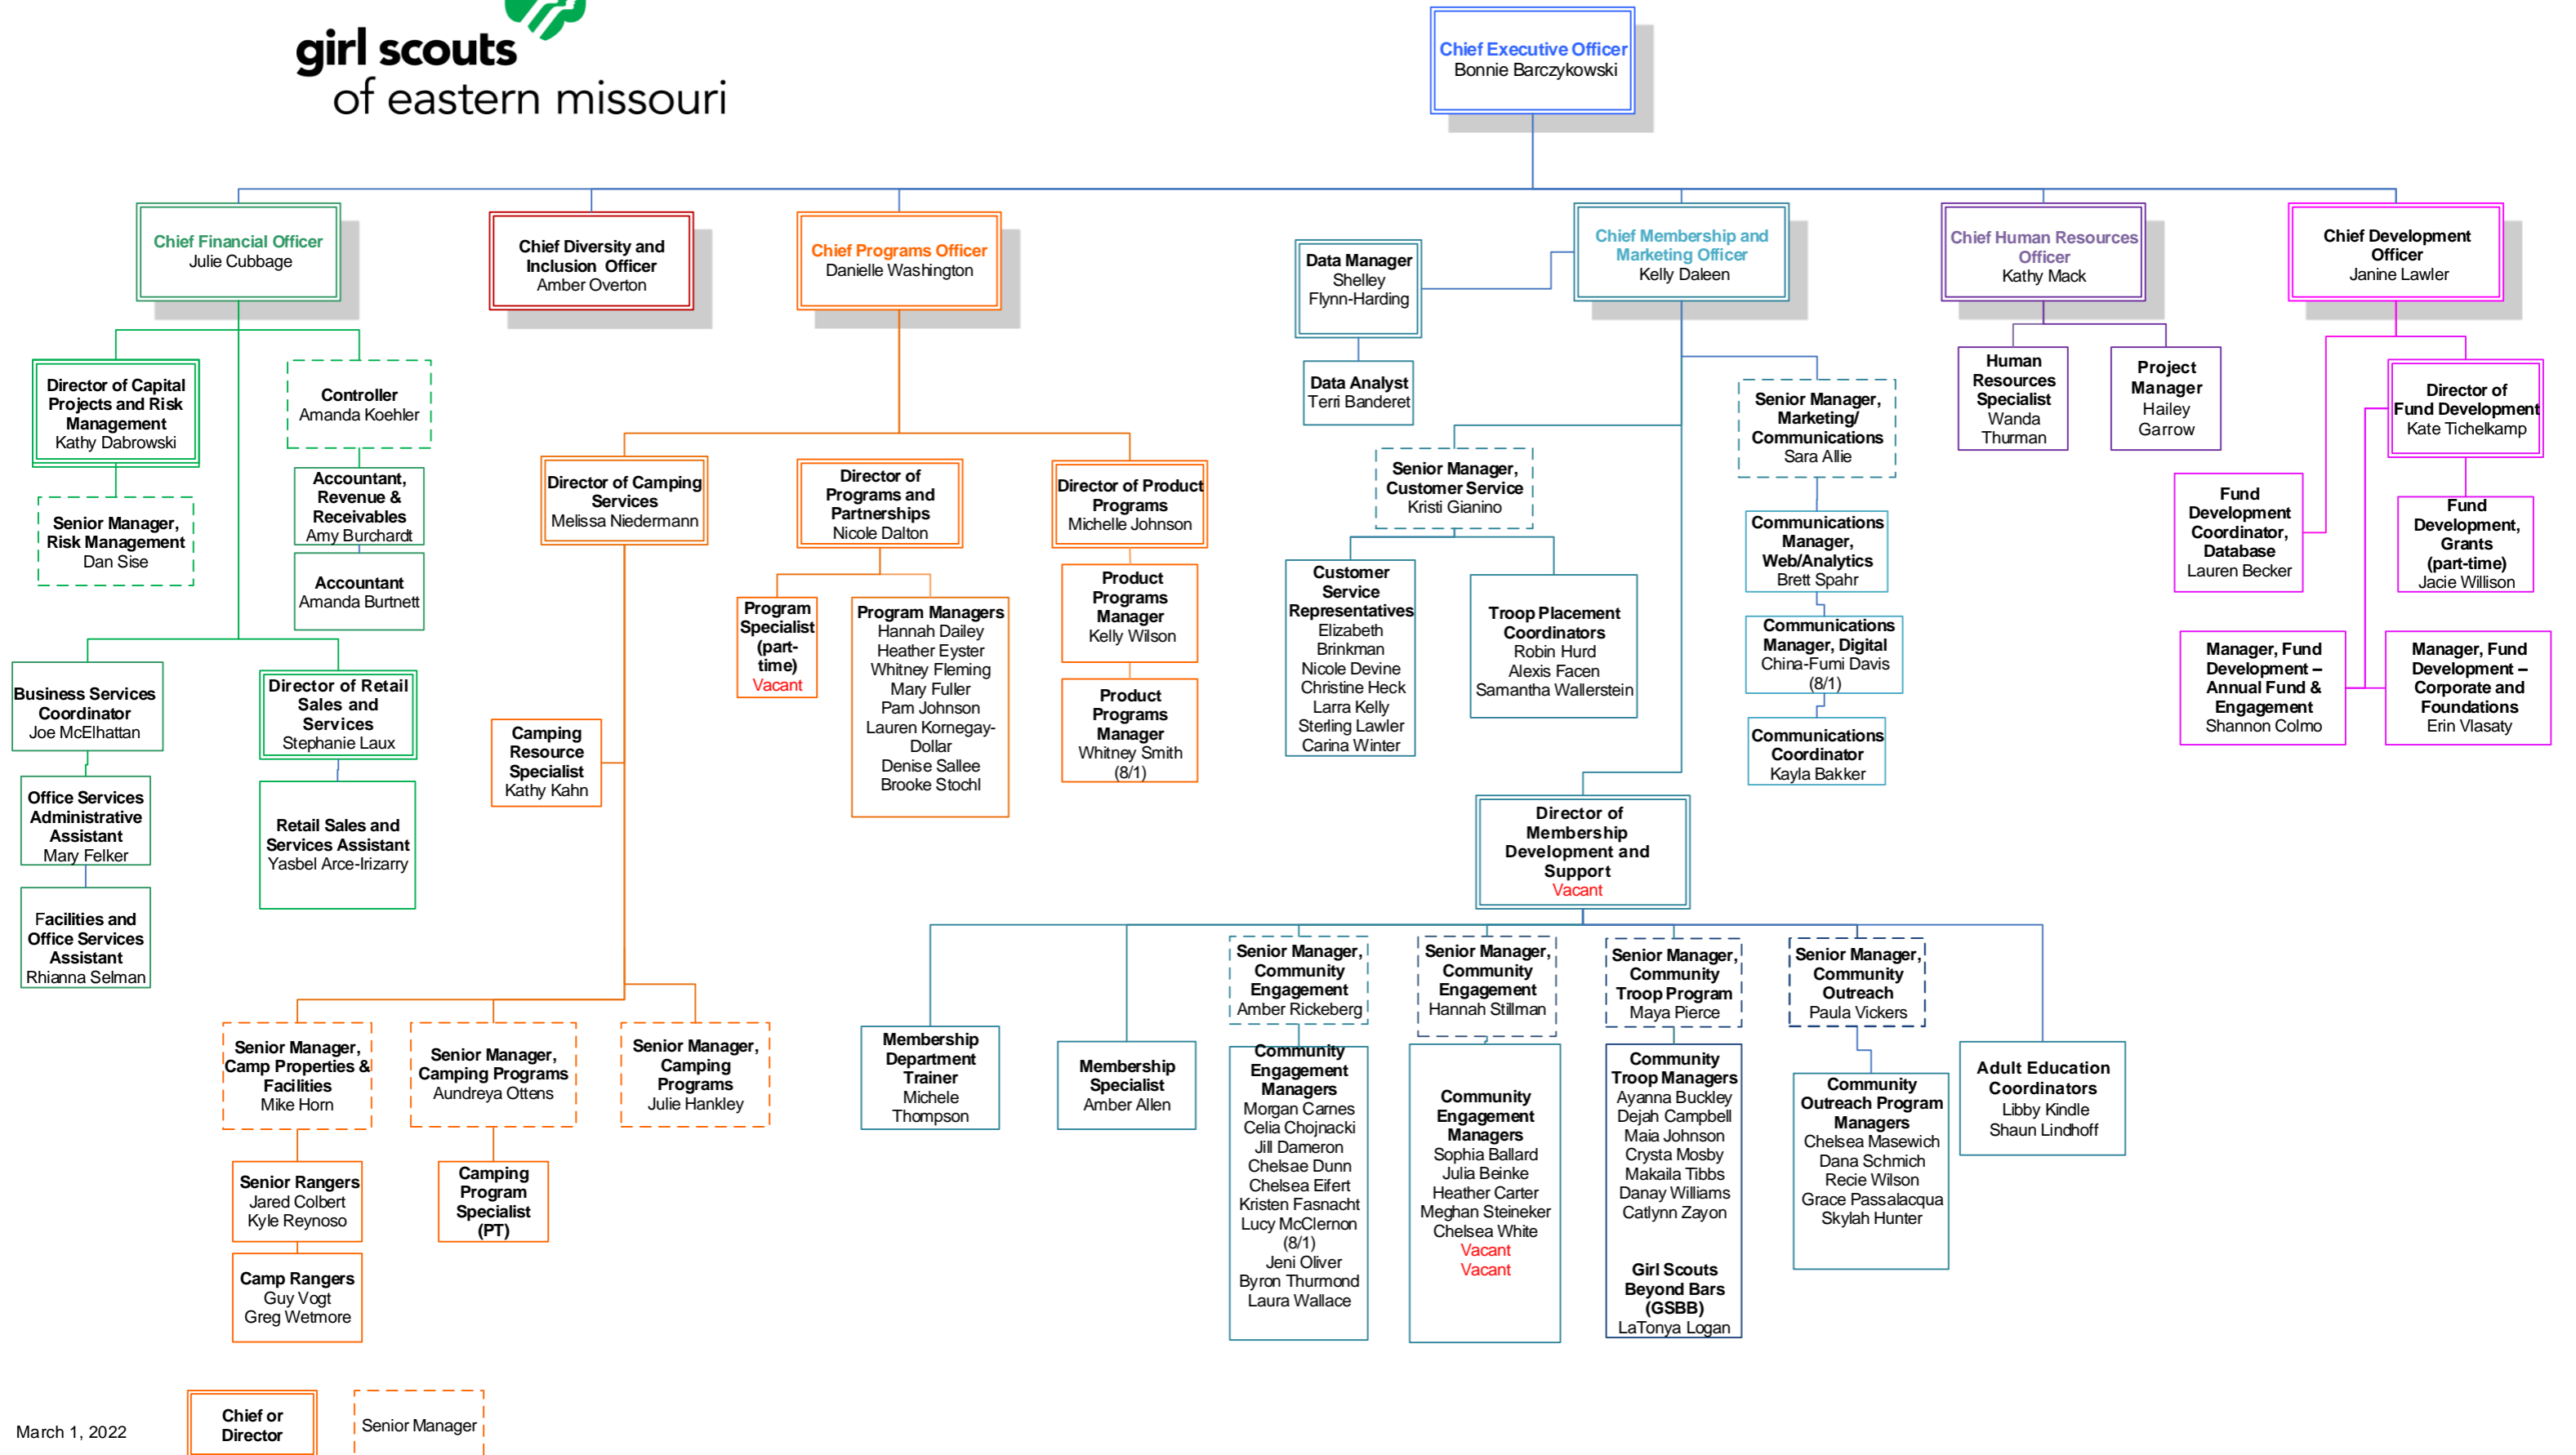 girl scouts
of eastern missouri
Chief Executive Officer
Bonnie Barczykowski
Chief Financial Officer
Julie Cubbage
Chief Diversity and
Inclusion Officer
Amber Overton
Chief Programs Officer
Danielle Washington
Data Manager
Shelley
Flynn-Harding
Chief Membership and
Marketing Officer
Kelly Daleen
Chief Human Resources
Officer
Kathy Mack
Chief Development
Officer
Janine Lawler
Director of Capital
Projects and Risk
Management
Kathy Dabrowski
Controller
Amanda Koehler
Senior Manager,
Risk Management
Dan Sise
Accountant,
Revenue &
Receivables
Amy Burchardt
Accountant
Amanda Burtnett
Business Services
Coordinator
Joe McElhattan
Director of Retail
Sales and
Services
Stephanie Laux
Office Services
Administrative
Assistant
Mary Felker
Retail Sales and
Services Assistant
Yasbel Arce-Irizarry
Facilities and
Office Services
Assistant
Rhianna Selman
Director of Camping
Services
Melissa Niedermann
Director of
Programs and
Partnerships
Nicole Dalton
Director of Product
Programs
Michelle Johnson
Program
Specialist
(part-
time)
Vacant
Program Managers
Hannah Dailey
Heather Eyster
Whitney Fleming
Mary Fuller
Pam Johnson
Lauren Kornegay-
Dollar
Denise Sallee
Brooke Stochl
Product
Programs
Manager
Kelly Wilson
Product
Programs
Manager
Whitney Smith
(8/1)
Camping
Resource
Specialist
Kathy Kahn
Senior Manager,
Camp Properties &
Facilities
Mike Horn
Senior Manager,
Camping Programs
Aundreya Ottens
Senior Manager,
Camping
Programs
Julie Hankley
Senior Rangers
Jared Colbert
Kyle Reynoso
Camping
Program
Specialist
(PT)
Camp Rangers
Guy Vogt
Greg Wetmore
Data Analyst
Terri Banderet
Senior Manager,
Customer Service
Kristi Gianino
Senior Manager,
Marketing/
Communications
Sara Allie
Customer
Service
Representatives
Elizabeth
Brinkman
Nicole Devine
Christine Heck
Larra Kelly
Sterling Lawler
Carina Winter
Troop Placement
Coordinators
Robin Hurd
Alexis Facen
Samantha Wallerstein
Communications
Manager,
Web/Analytics
Brett Spahr
Communications
Manager, Digital
China-Fumi Davis
(8/1)
Communications
Coordinator
Kayla Bakker
Director of
Membership
Development and
Support
Vacant
Membership
Department
Trainer
Michele
Thompson
Membership
Specialist
Amber Allen
Senior Manager,
Community
Engagement
Amber Rickeberg
Community
Engagement
Managers
Morgan Carnes
Celia Chojnacki
Jill Dameron
Chelsae Dunn
Chelsea Eifert
Kristen Fasnacht
Lucy McClernon
(8/1)
Jeni Oliver
Byron Thurmond
Laura Wallace
Senior Manager,
Community
Engagement
Hannah Stillman
Community
Engagement
Managers
Sophia Ballard
Julia Beinke
Heather Carter
Meghan Steineker
Chelsea White
Vacant
Vacant
Senior Manager,
Community
Troop Program
Maya Pierce
Community
Troop Managers
Ayanna Buckley
Dejah Campbell
Maia Johnson
Crysta Mosby
Makaila Tibbs
Danay Williams
Catlynn Zayon
Girl Scouts
Beyond Bars
(GSBB)
LaTonya Logan
Senior Manager,
Community
Outreach
Paula Vickers
Community
Outreach Program
Managers
Chelsea Masewich
Dana Schmich
Recie Wilson
Grace Passalacqua
Skylah Hunter
Adult Education
Coordinators
Libby Kindle
Shaun Lindhoff
Human
Resources
Specialist
Wanda
Thurman
Project
Manager
Hailey
Garrow
Director of
Fund Development
Kate Tichelkamp
Fund
Development
Coordinator,
Database
Lauren Becker
Fund
Development,
Grants
(part-time)
Jacie Willison
Manager, Fund
Development –
Annual Fund &
Engagement
Shannon Colmo
Manager, Fund
Development –
Corporate and
Foundations
Erin Vlasaty
March 1, 2022
Chief or
Director
Senior Manager